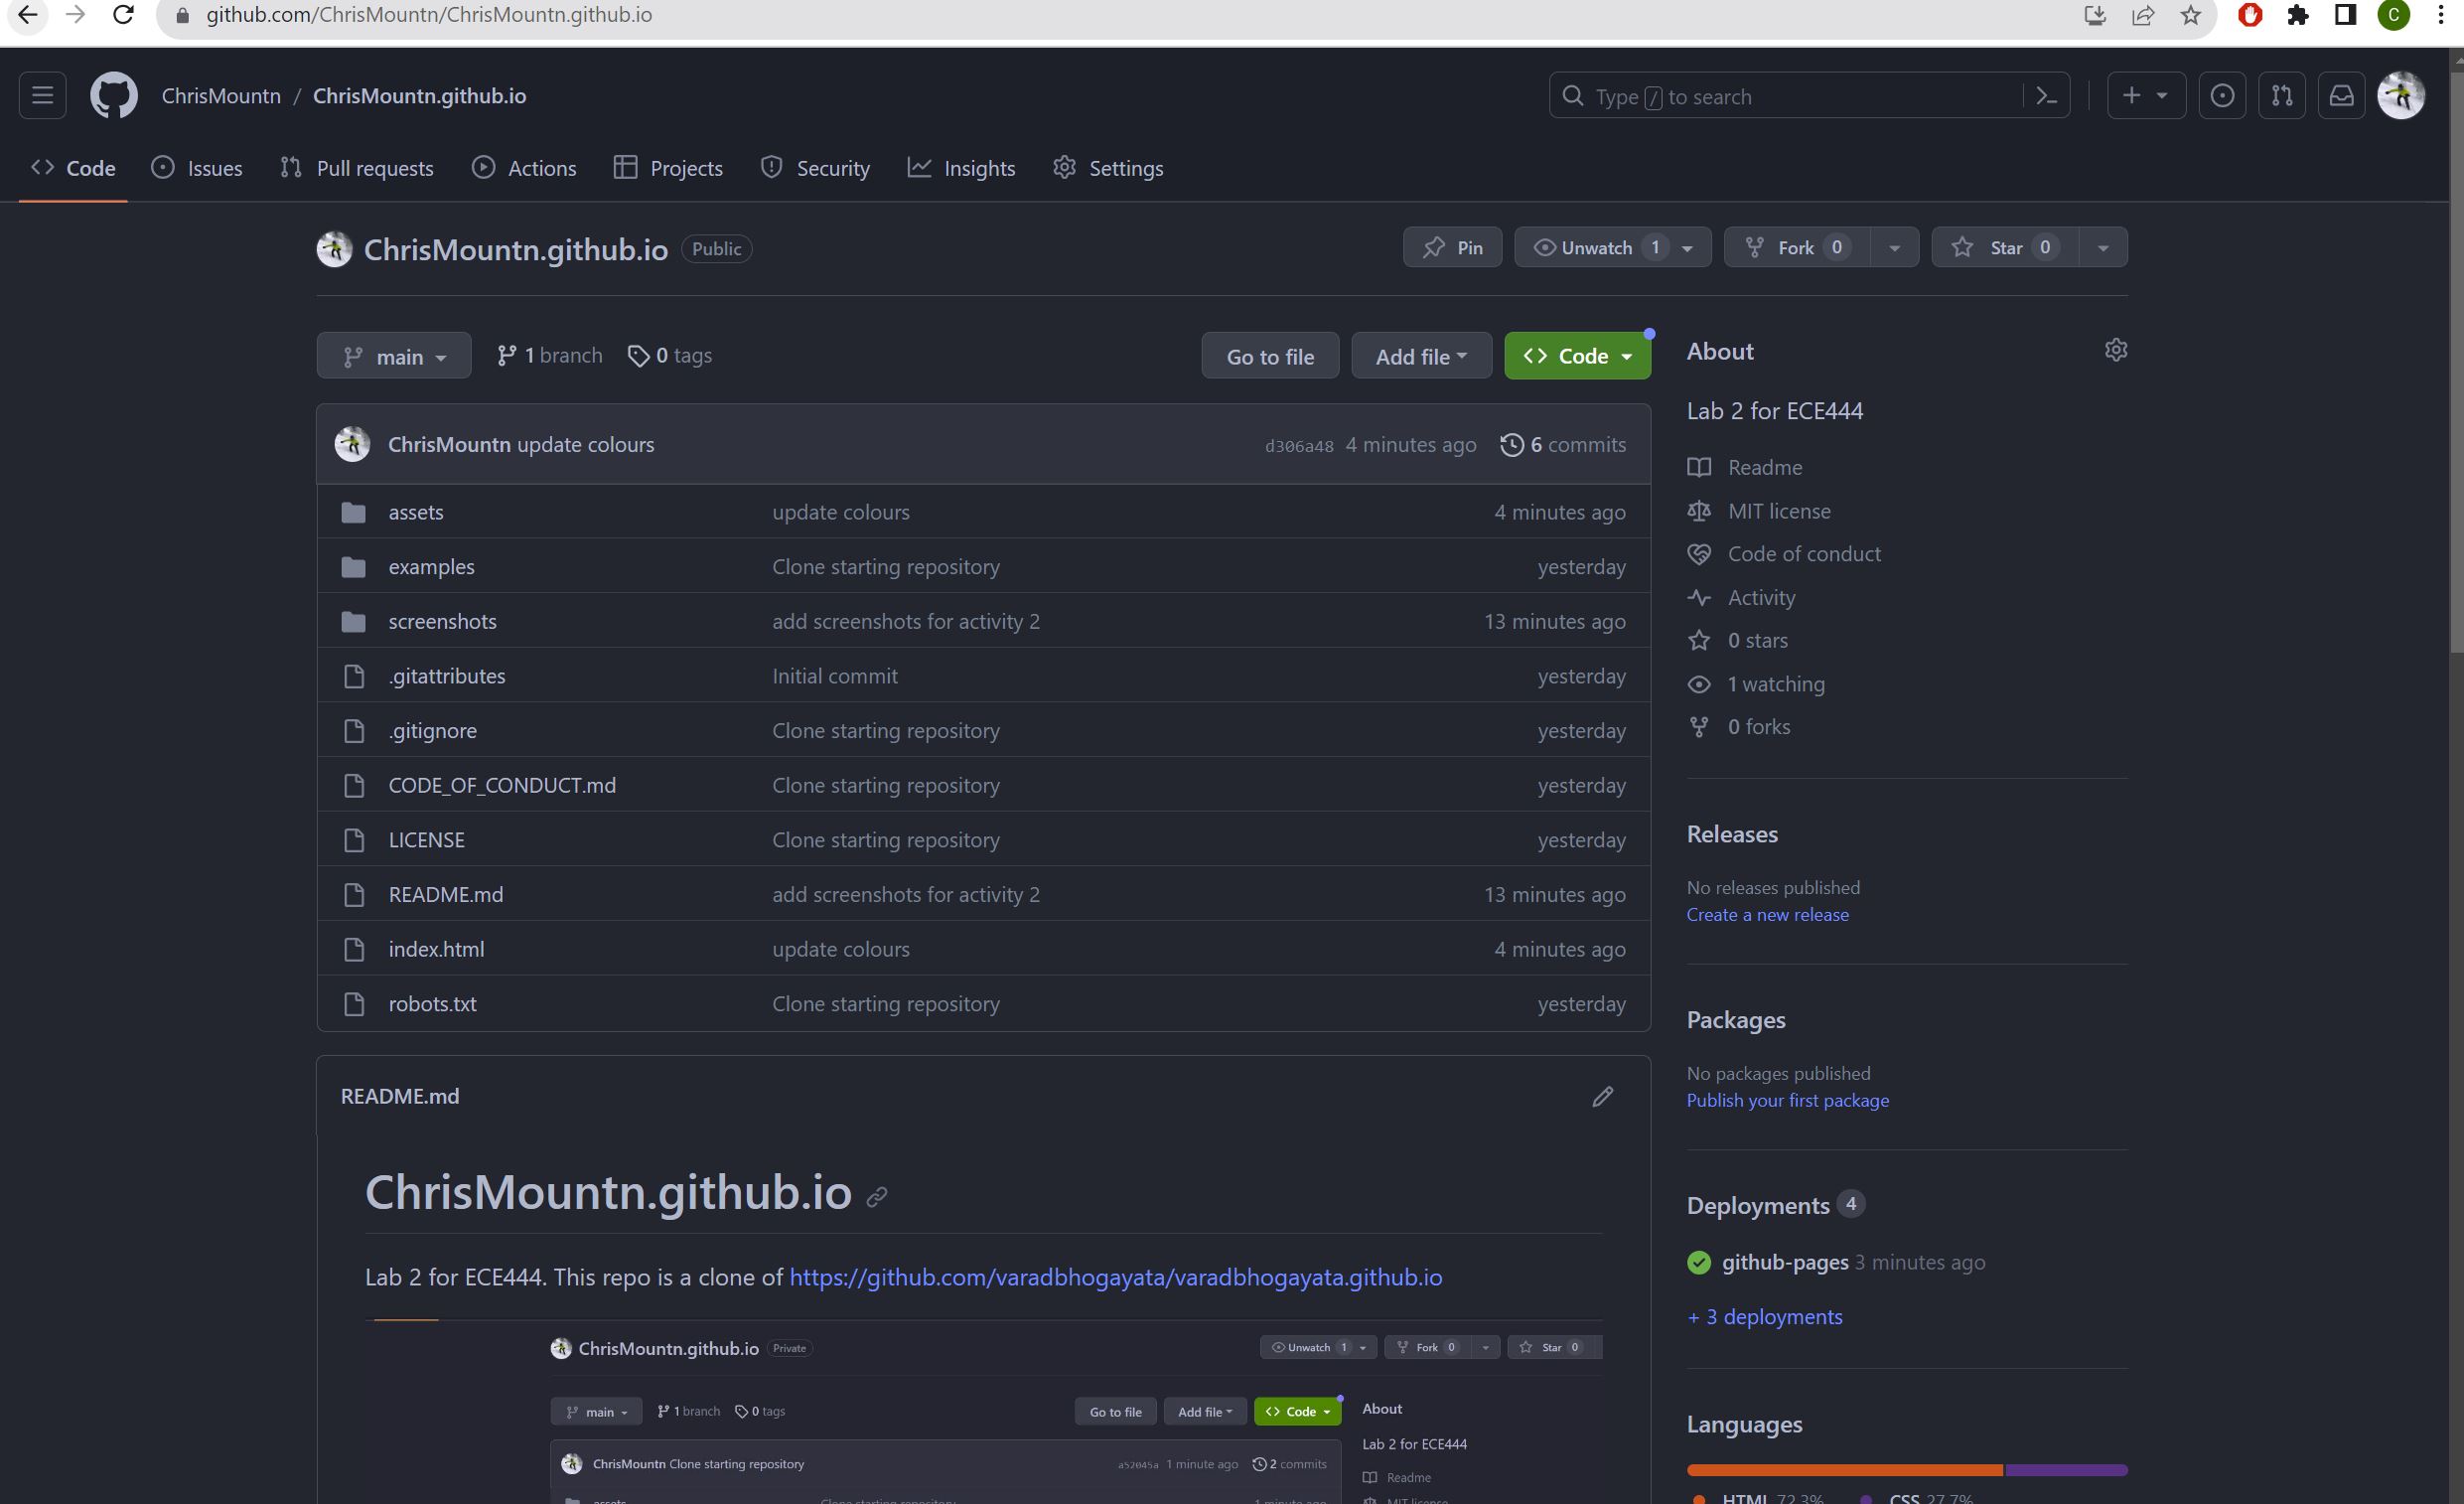 github.com/ChrisMountn/ChrisMountn.github.io
C
ChrisMountn / ChrisMountn.github.io
Type / to search
Code Issues Pull requests Actions Projects Security Insights Settings
ChrisMountn.github.io Public
Pin Unwatch 1 Fork 0 Star 0
main 1 branch 0 tags Go to file Add file Code
ChrisMountn update colours d306a48 4 minutes ago 6 commits
assets update colours 4 minutes ago
examples Clone starting repository yesterday
screenshots add screenshots for activity 2 13 minutes ago
.gitattributes Initial commit yesterday
.gitignore Clone starting repository yesterday
CODE_OF_CONDUCT.md Clone starting repository yesterday
LICENSE Clone starting repository yesterday
README.md add screenshots for activity 2 13 minutes ago
index.html update colours 4 minutes ago
robots.txt Clone starting repository yesterday
README.md
ChrisMountn.github.io
Lab 2 for ECE444. This repo is a clone of https://github.com/varadbhogayata/varadbhogayata.github.io
ChrisMountn.github.io Private
Unwatch 1 Fork 0 Star 0
main 1 branch 0 tags Go to file Add file Code
About
ChrisMountn Clone starting repository a52045a 1 minute ago 2 commits
Lab 2 for ECE444
Readme
assets Clone starting repository 1 minute ago
MIT license
About
Lab 2 for ECE444
Readme
MIT license
Code of conduct
Activity
0 stars
1 watching
0 forks
Releases
No releases published
Create a new release
Packages
No packages published
Publish your first package
Deployments 4
github-pages 3 minutes ago
+ 3 deployments
Languages
HTML 72.3% CSS 27.7%